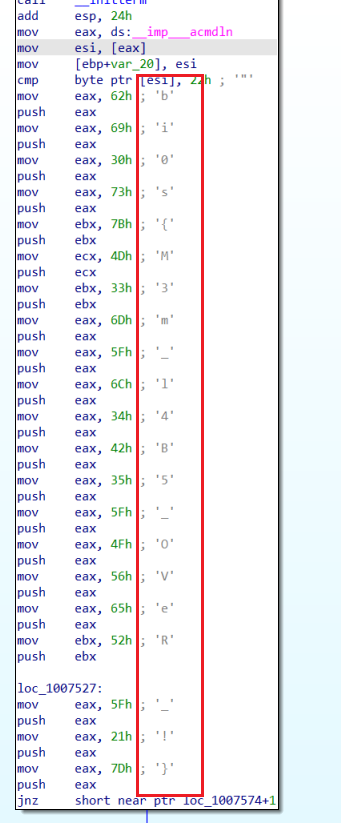 call    __initterm
add     esp, 24h
mov     eax, ds:__imp___acmdln
mov     esi, [eax]
mov     [ebp+var_20], esi
cmp     byte ptr [esi], 22h ; '"'
mov     eax, 62h ; 'b'
push    eax
mov     eax, 69h ; 'i'
push    eax
mov     eax, 30h ; '0'
push    eax
mov     eax, 73h ; 's'
push    eax
mov     ebx, 7Bh ; '{'
push    ebx
mov     ecx, 4Dh ; 'M'
push    ecx
mov     ebx, 33h ; '3'
push    ebx
mov     eax, 6Dh ; 'm'
push    eax
mov     eax, 5Fh ; '_'
push    eax
mov     eax, 6Ch ; 'l'
push    eax
mov     eax, 34h ; '4'
push    eax
mov     eax, 42h ; 'B'
push    eax
mov     eax, 35h ; '5'
push    eax
mov     eax, 5Fh ; '_'
push    eax
mov     eax, 4Fh ; 'O'
push    eax
mov     eax, 56h ; 'V'
push    eax
mov     eax, 65h ; 'e'
push    eax
mov     ebx, 52h ; 'R'
push    ebx
loc_1007527:
mov     eax, 5Fh ; '_'
push    eax
mov     eax, 21h ; '!'
push    eax
mov     eax, 7Dh ; '}'
push    eax
jnz     short near ptr loc_1007574+1